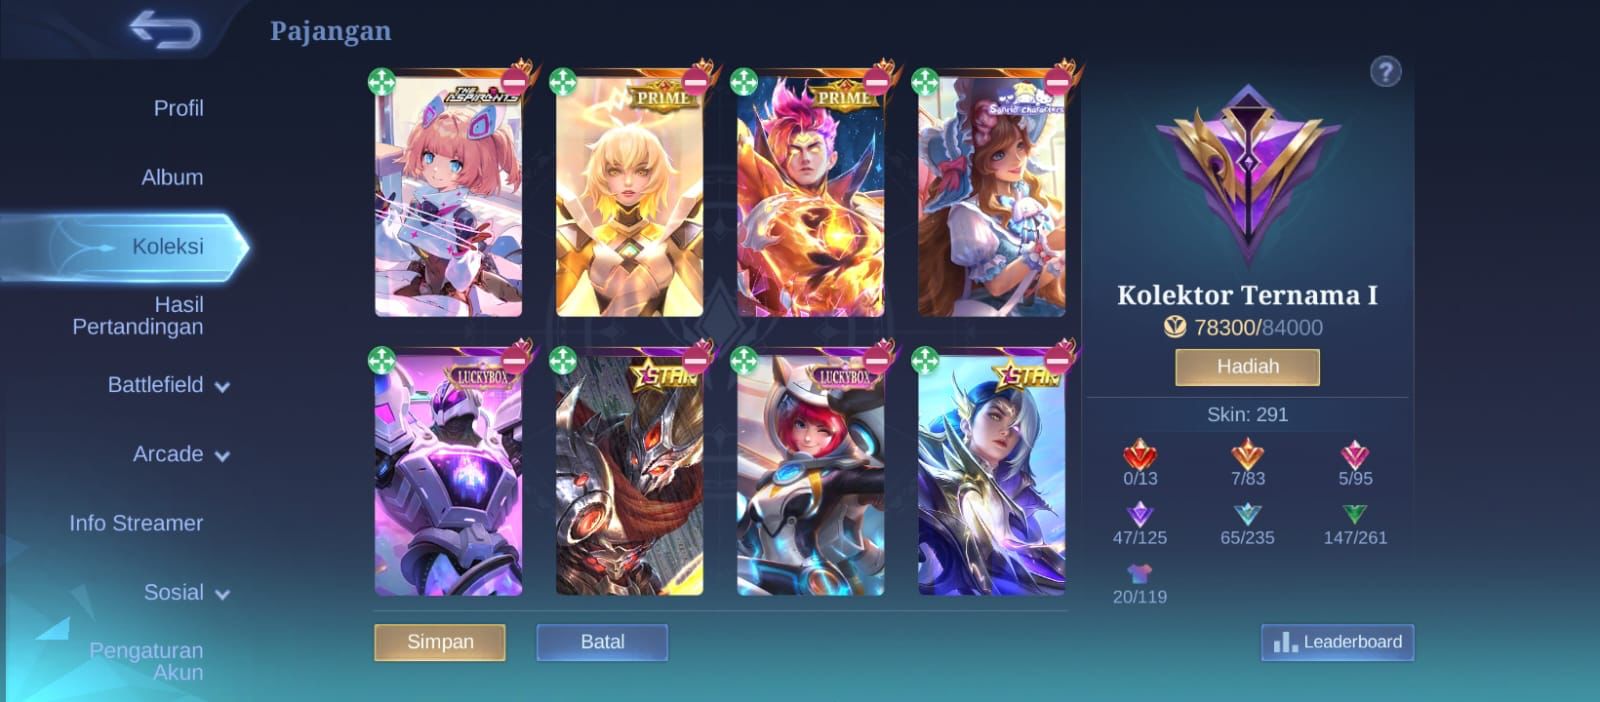 Pajangan
Profil
Album
Koleksi
Hasil
Pertandingan
Battlefield
Arcade
Info Streamer
Sosial
Pengaturan
Akun
THE ASPIRANTS
PRIME
PRIME
Sanrio characters
LUCKYBOX
STAR
LUCKYBOX
STAR
Simpan
Batal
?
Kolektor Ternama I
78300/84000
Hadiah
Skin: 291
0/13
7/83
5/95
47/125
65/235
147/261
20/119
Leaderboard